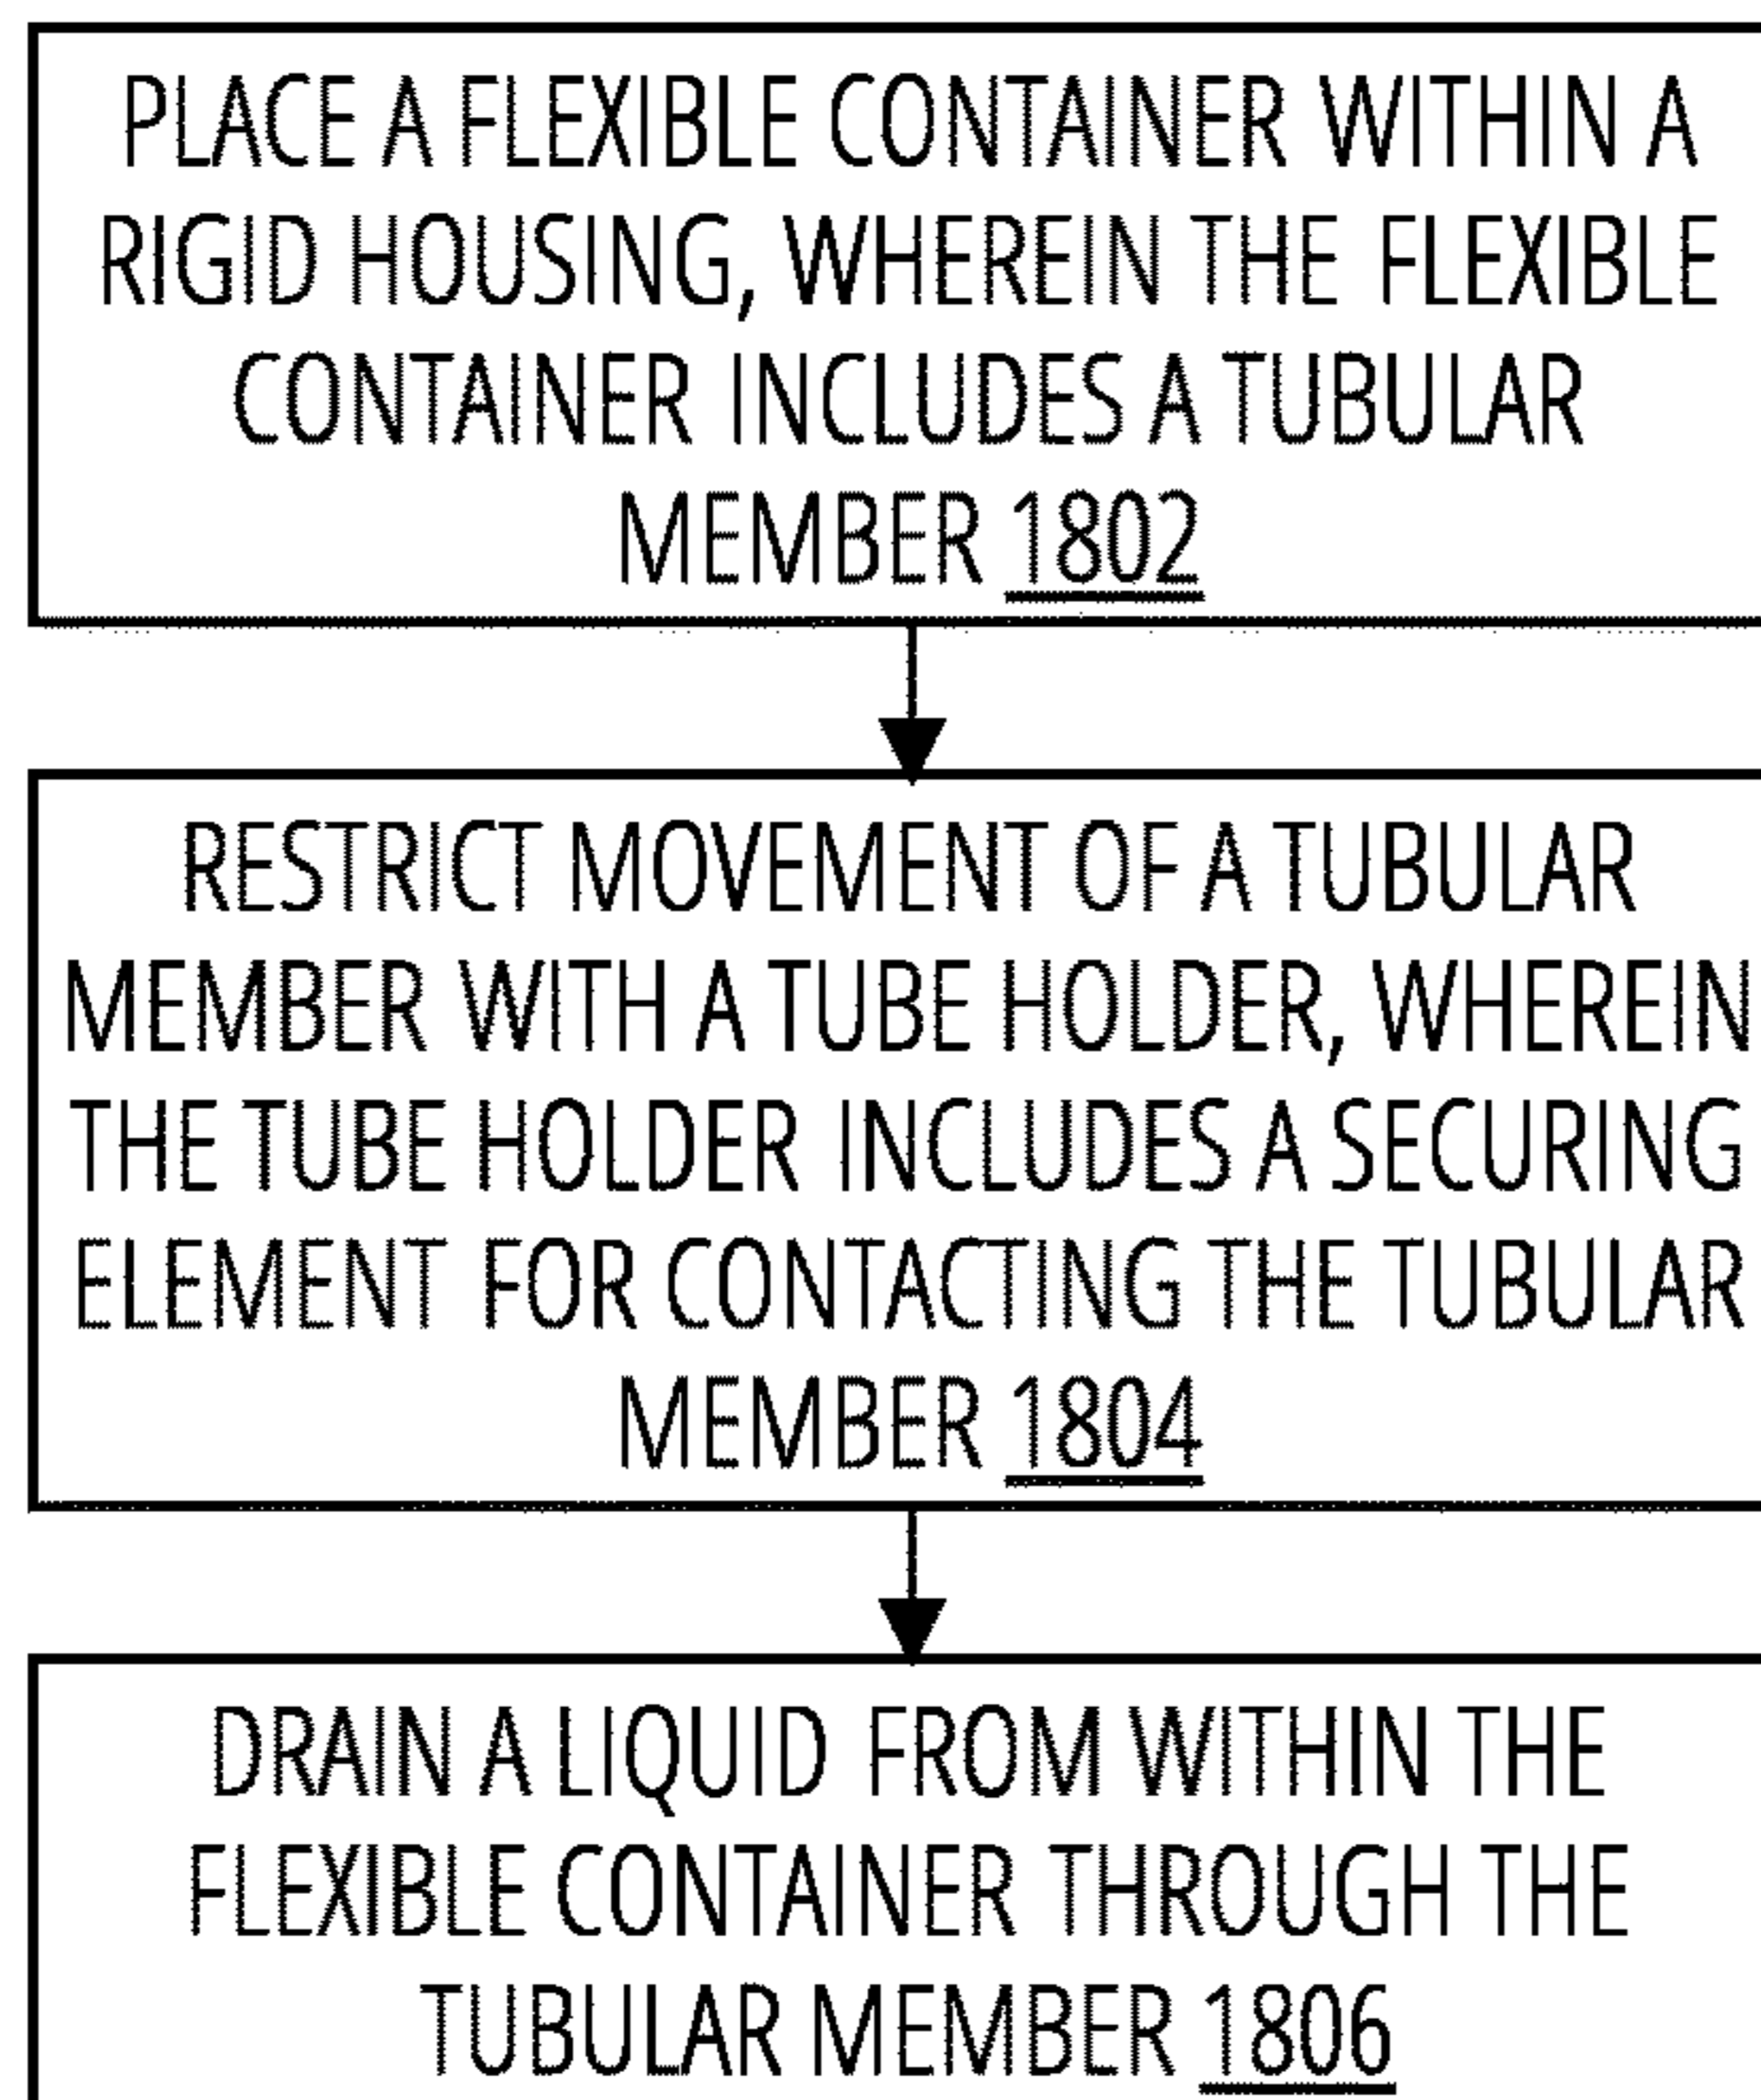 PLACE A FLEXIBLE CONTAINER WITHIN A
RIGID HOUSING, WHEREIN THE FLEXIBLE
CONTAINER INCLUDES A TUBULAR
MEMBER 1802
RESTRICT MOVEMENT OF A TUBULAR
MEMBER WITH A TUBE HOLDER, WHEREIN
THE TUBE HOLDER INCLUDES A SECURING
ELEMENT FOR CONTACTING THE TUBULAR
MEMBER 1804
DRAIN A LIQUID FROM WITHIN THE
FLEXIBLE CONTAINER THROUGH THE
TUBULAR MEMBER 1806